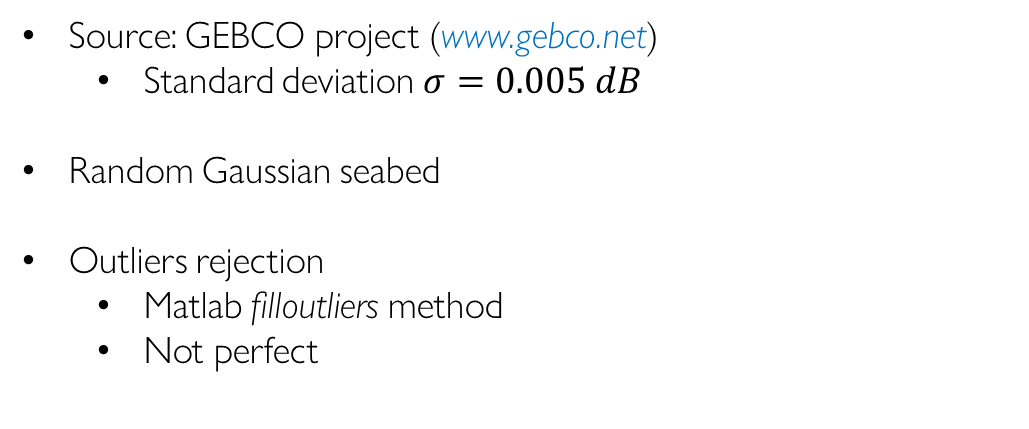 • Source: GEBCO project (www.gebco.net)
• Standard deviation σ = 0.005 dB
• Random Gaussian seabed
• Outliers rejection
• Matlab filloutliers method
• Not perfect